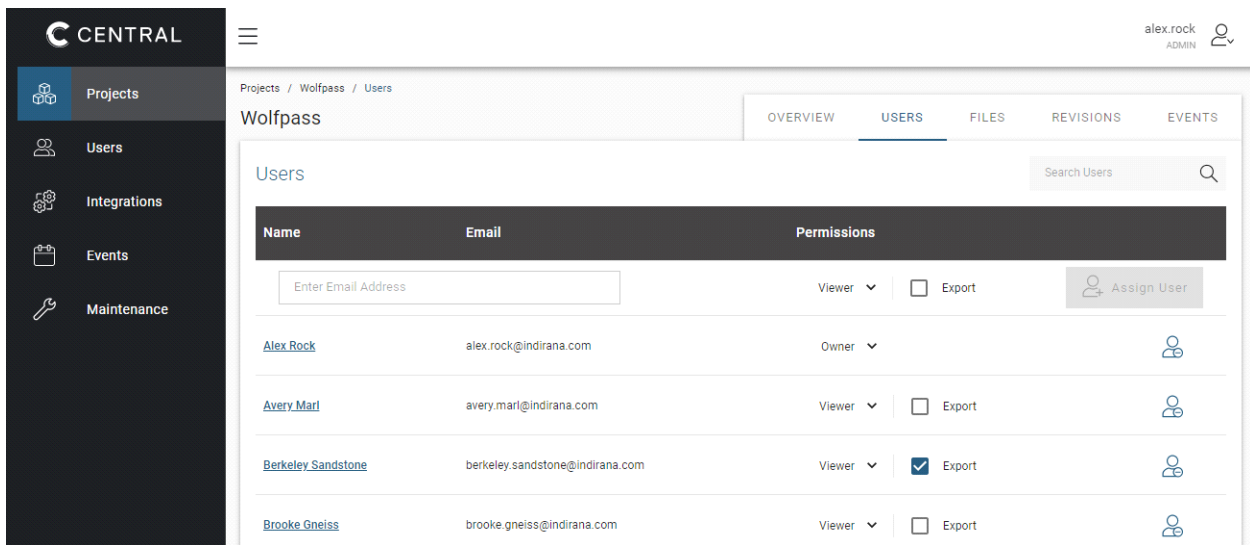 CENTRAL
alex.rock
ADMIN
Projects
Users
Integrations
Events
Maintenance
Projects / Wolfpass / Users
Wolfpass
OVERVIEW USERS FILES REVISIONS EVENTS
Users
Search Users
Name Email Permissions
Enter Email Address Viewer Export Assign User
Alex Rock alex.rock@indirana.com Owner
Avery Marl avery.marl@indirana.com Viewer Export
Berkeley Sandstone berkeley.sandstone@indirana.com Viewer Export
Brooke Gneiss brooke.gneiss@indirana.com Viewer Export